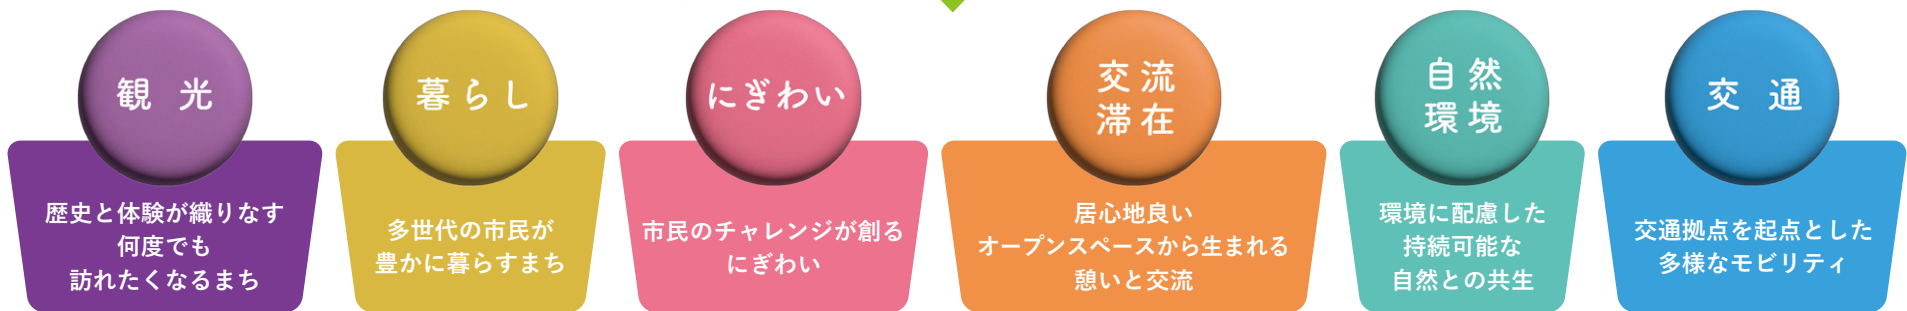 観光
歴史と体験が織りなす
何度でも
訪れたくなるまち
暮らし
多世代の市民が
豊かに暮らすまち
にぎわい
市民のチャレンジが創る
にぎわい
交流
滞在
居心地良い
オープンスペースから生まれる
憩いと交流
自然
環境
環境に配慮した
持続可能な
自然との共生
交通
交通拠点を起点とした
多様なモビリティ